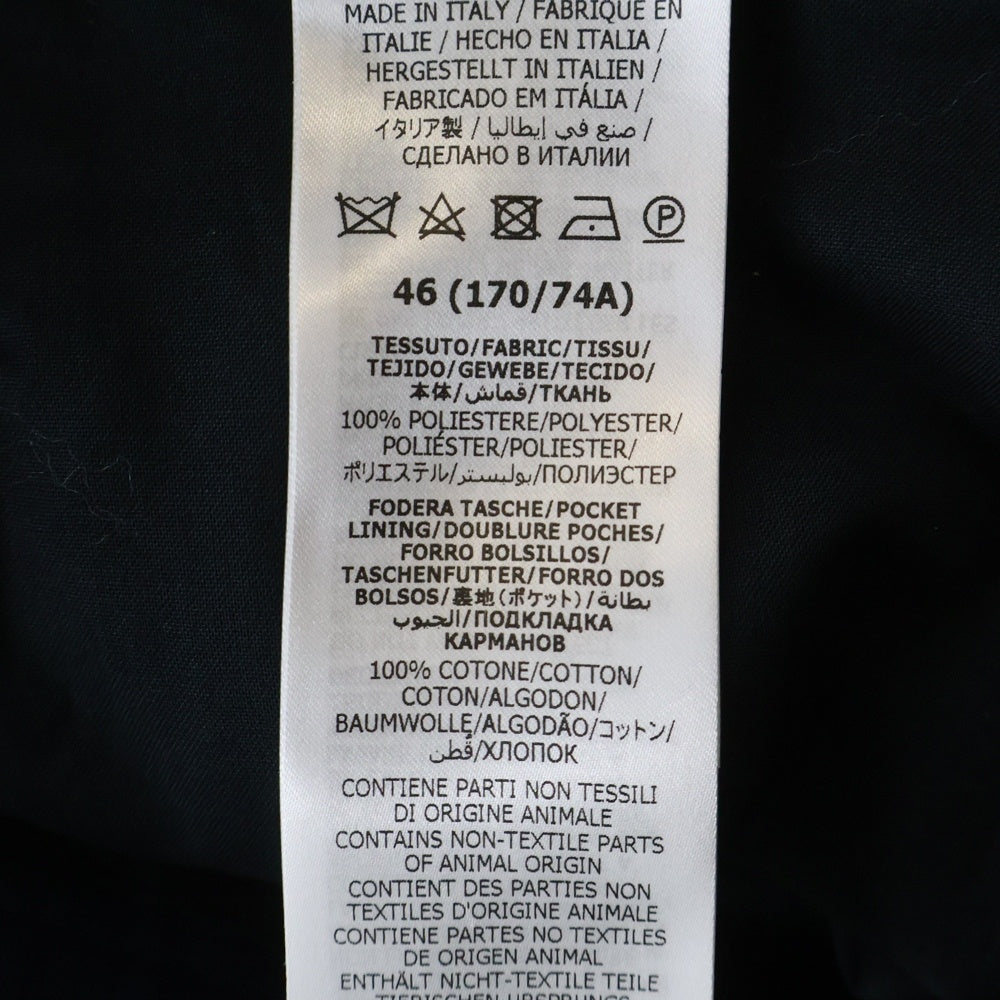 MADE IN ITALY / FABRIQUÉ EN
ITALIE / HECHO EN ITALIA /
HERGESTELLT IN ITALIEN /
FABRICADO EM ITÁLIA /
イタリア製 / صنع في إيطاليا /
СДЕЛАНО В ИТАЛИИ
P
46 (170/74A)
TESSUTO/FABRIC/TISSU/
TEJIDO/GEWEBE/TECIDO/
本体/قماش/ТКАНЬ
100% POLIESTERE/POLYESTER/
POLIÉSTER/POLIESTER/
ポリエステル/بوليستر/ПОЛИЭСТЕР
FODERA TASCHE/POCKET
LINING/DOUBLURE POCHES/
FORRO BOLSILLOS/
TASCHENFUTTER/FORRO DOS
BOLSOS/裏地(ポケット)/بطانة
الجيوب/ПОДКЛАДКА
КАРМАНОВ
100% COTONE/COTTON/
COTON/ALGODON/
BAUMWOLLE/ALGODÃO/コットン/
قُطن/ХЛОПОК
CONTIENE PARTI NON TESSILI
DI ORIGINE ANIMALE
CONTAINS NON-TEXTILE PARTS
OF ANIMAL ORIGIN
CONTIENT DES PARTIES NON
TEXTILES D'ORIGINE ANIMALE
CONTIENE PARTES NO TEXTILES
DE ORIGEN ANIMAL
ENTHÄLT NICHT-TEXTILE TEILE
TIERISCHEN URSPRUNGS